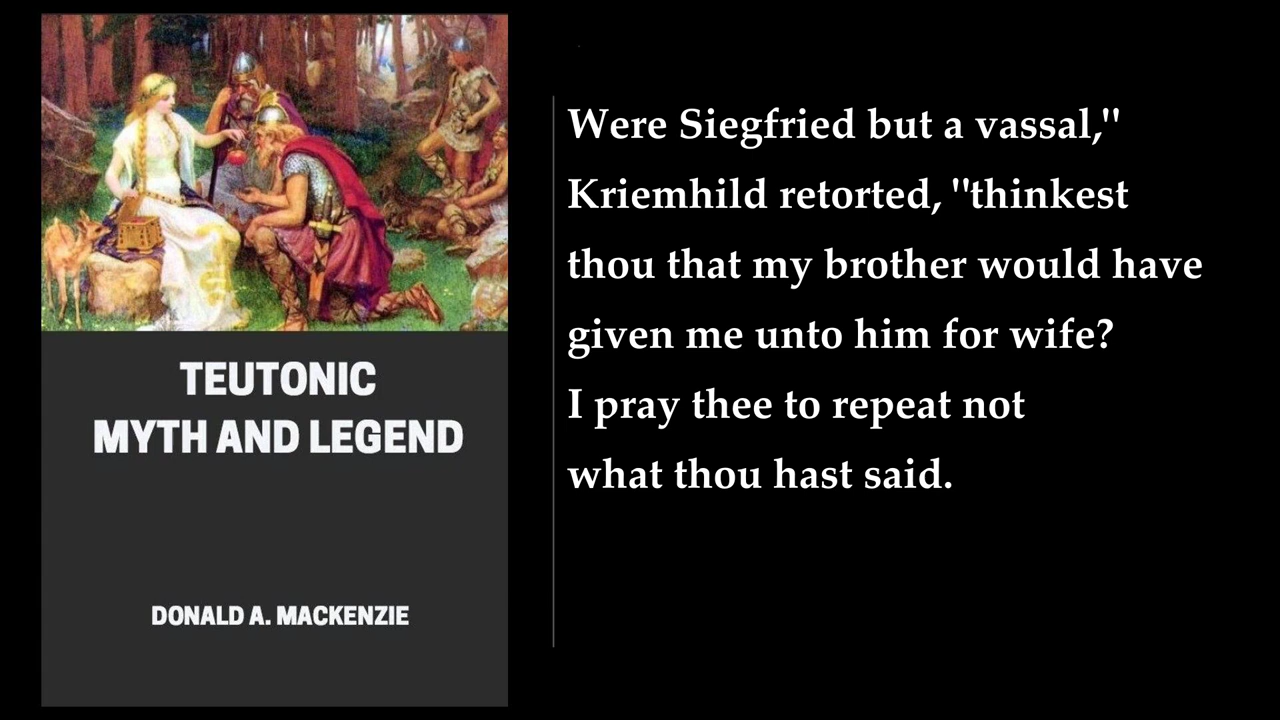 TEUTONIC
MYTH AND LEGEND
DONALD A. MACKENZIE
Were Siegfried but a vassal,"
Kriemhild retorted, "thinkest
thou that my brother would have
given me unto him for wife?
I pray thee to repeat not
what thou hast said.